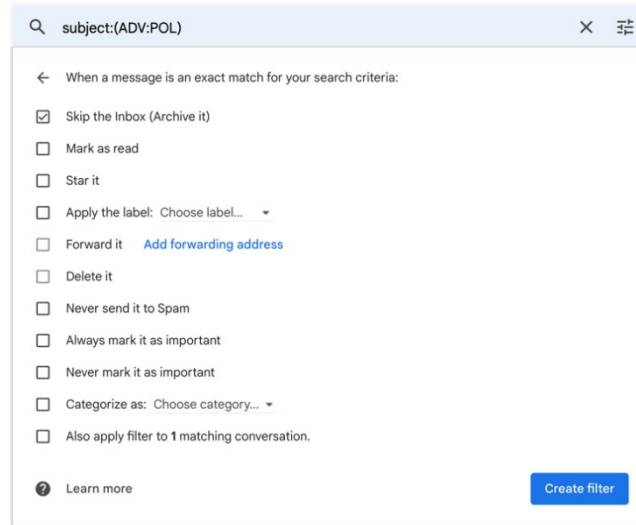 subject:(ADV:POL)
When a message is an exact match for your search criteria:
Skip the Inbox (Archive it)
Mark as read
Star it
Apply the label: Choose label...
Forward it Add forwarding address
Delete it
Never send it to Spam
Always mark it as important
Never mark it as important
Categorize as: Choose category...
Also apply filter to 1 matching conversation.
Learn more Create filter